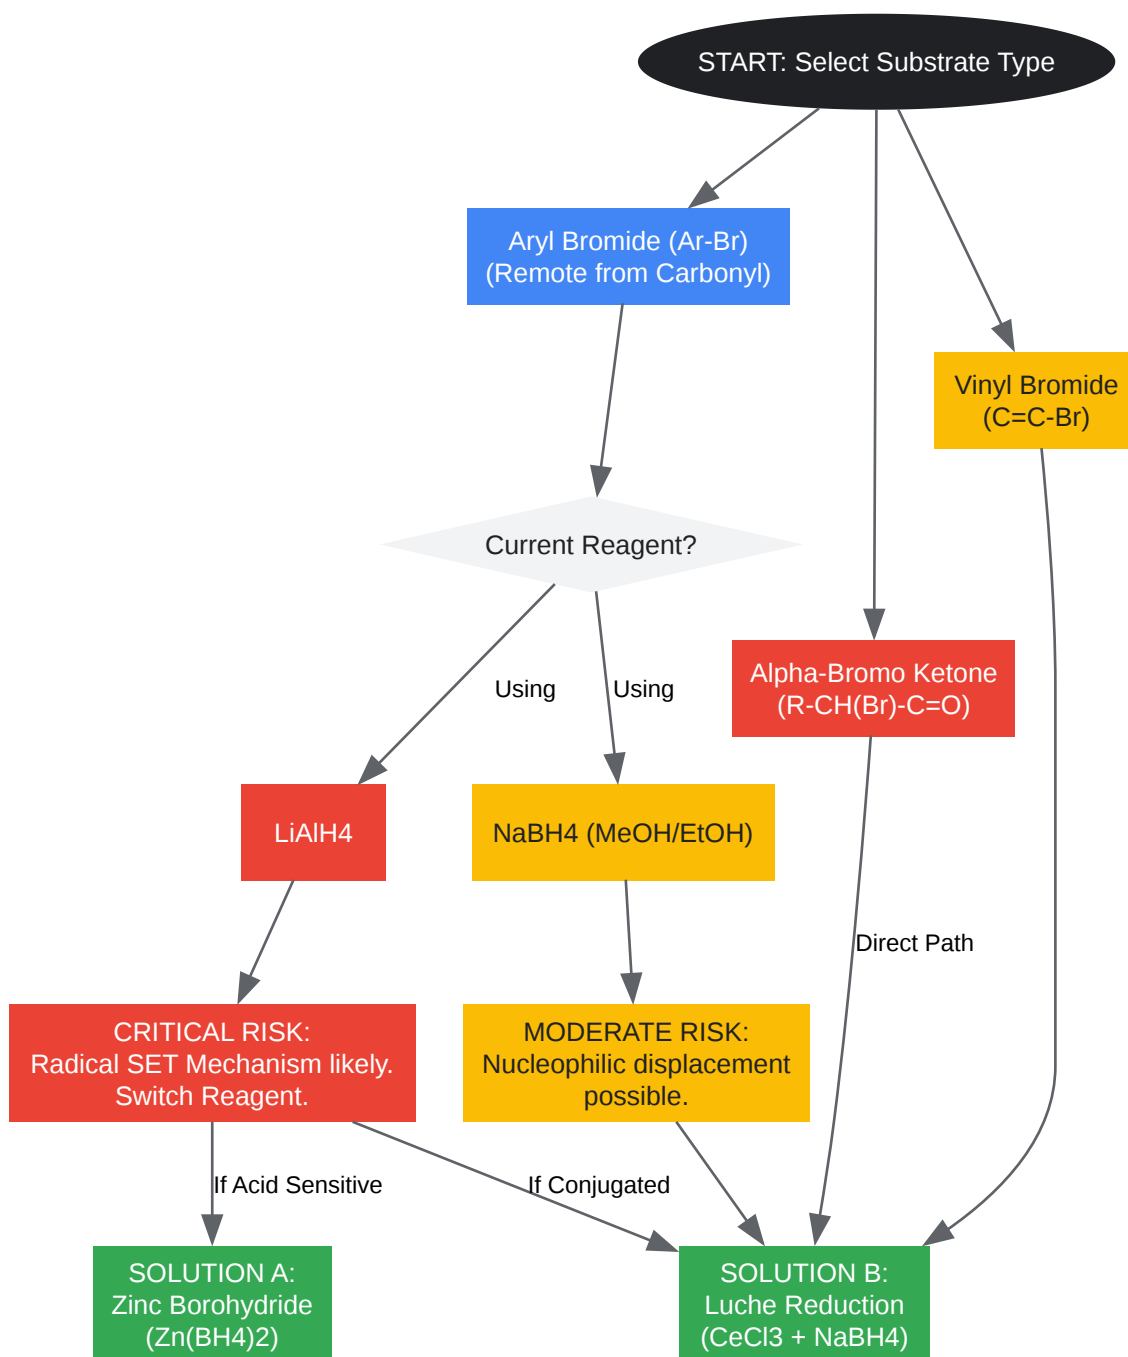 START: Select Substrate Type
Aryl Bromide (Ar-Br)
(Remote from Carbonyl)
Vinyl Bromide
(C=C-Br)
Current Reagent?
Alpha-Bromo Ketone
(R-CH(Br)-C=O)
Using
Using
LiAlH4
NaBH4 (MeOH/EtOH)
Direct Path
CRITICAL RISK:
Radical SET Mechanism likely.
Switch Reagent.
MODERATE RISK:
Nucleophilic displacement
possible.
If Acid Sensitive
If Conjugated
SOLUTION A:
Zinc Borohydride
(Zn(BH4)2)
SOLUTION B:
Luche Reduction
(CeCl3 + NaBH4)